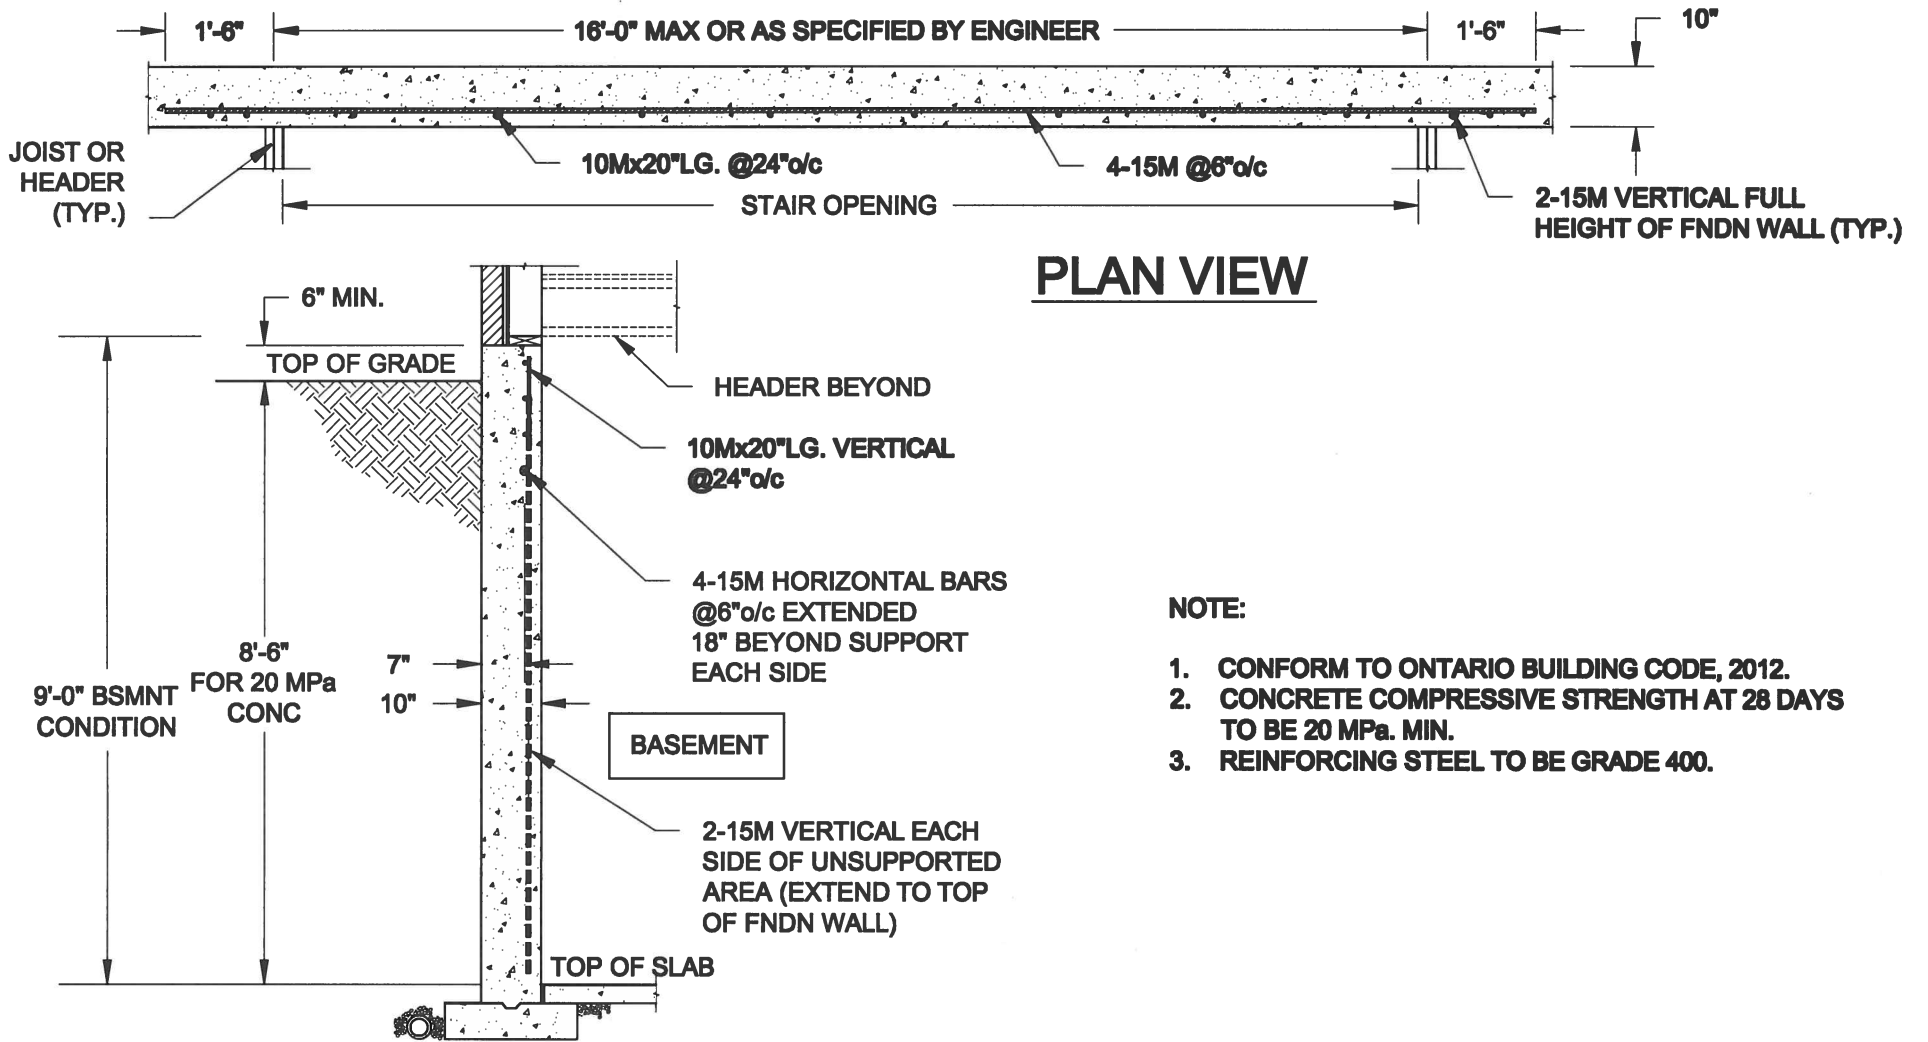 1'-6"
16'-0" MAX OR AS SPECIFIED BY ENGINEER
1'-6"
10"
JOIST OR
HEADER
(TYP.)
10Mx20"LG. @24"o/c
4-15M @6"o/c
STAIR OPENING
2-15M VERTICAL FULL
HEIGHT OF FNDN WALL (TYP.)
PLAN VIEW
6" MIN.
TOP OF GRADE
HEADER BEYOND
10Mx20"LG. VERTICAL
@24"o/c
4-15M HORIZONTAL BARS
@6"o/c EXTENDED
18" BEYOND SUPPORT
EACH SIDE
7"
10"
8'-6"
FOR 20 MPa
CONC
9'-0" BSMNT
CONDITION
BASEMENT
2-15M VERTICAL EACH
SIDE OF UNSUPPORTED
AREA (EXTEND TO TOP
OF FNDN WALL)
TOP OF SLAB
NOTE:
1. CONFORM TO ONTARIO BUILDING CODE, 2012.
2. CONCRETE COMPRESSIVE STRENGTH AT 28 DAYS
TO BE 20 MPa. MIN.
3. REINFORCING STEEL TO BE GRADE 400.